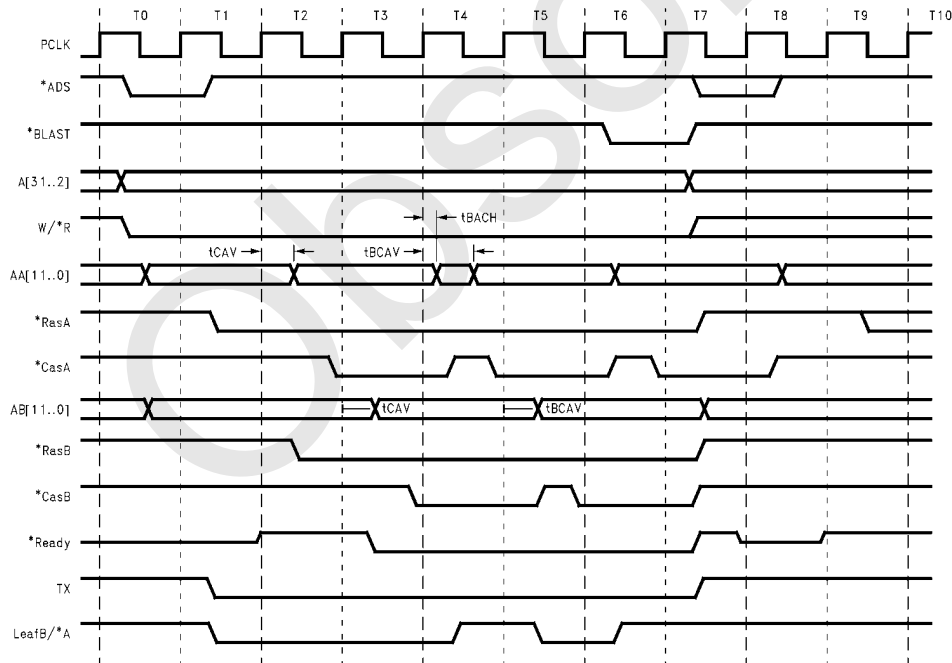 T0 T1 T2 T3 T4 T5 T6 T7 T8 T9 T10
PCLK
*ADS
*BLAST
A[31..2]
W/*R
tBACH
tCAV
tBCAV
AA[11..0]
*RasA
*CasA
AB[11..0]
tCAV
tBCAV
*RasB
*CasB
*Ready
TX
LeafB/*A